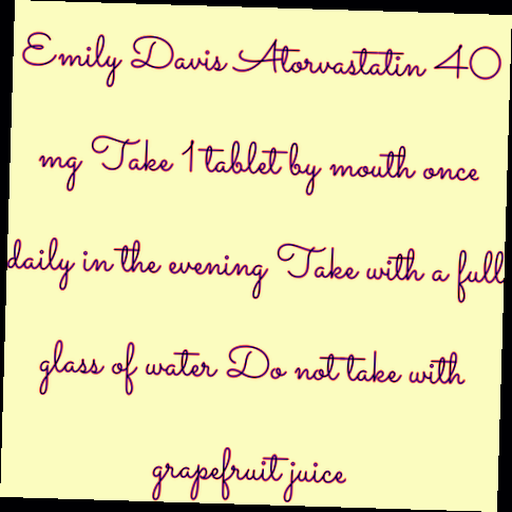 Emily Davis Atorvastatin 40
mg Take 1 tablet by mouth once
daily in the evening Take with a full
glass of water Do not take with
grapefruit juice